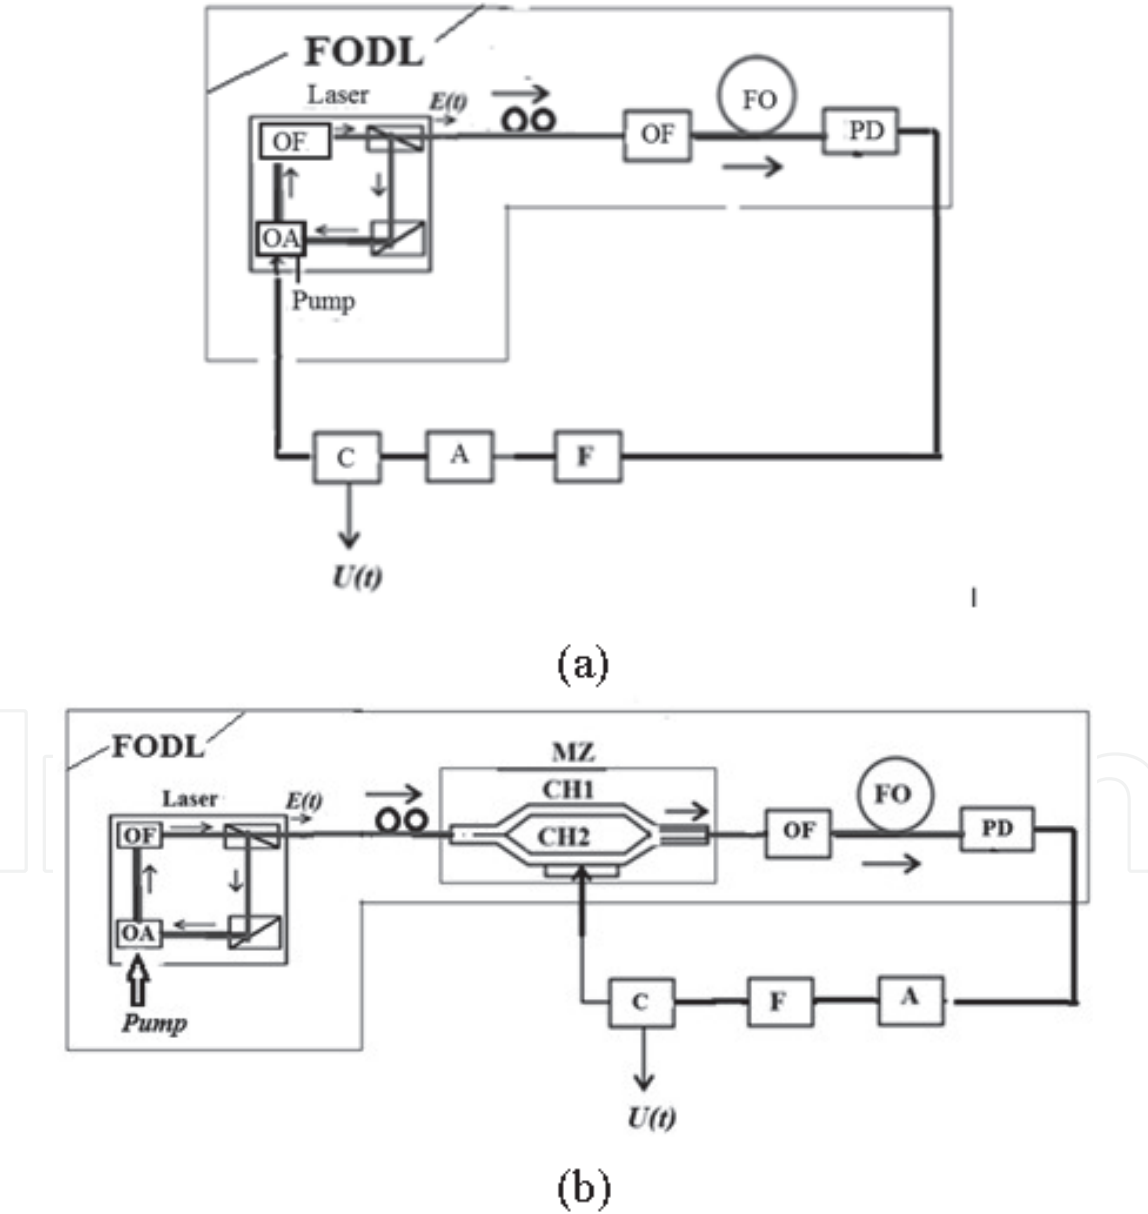 FODL
Laser
E(t)
OF
OF
FO
PD
OA
Pump
C
A
F
U(t)
(a)
FODL
MZ
Laser
E(t)
CH1
FO
OF
CH2
OF
PD
OA
Pump
C
F
A
U(t)
(b)